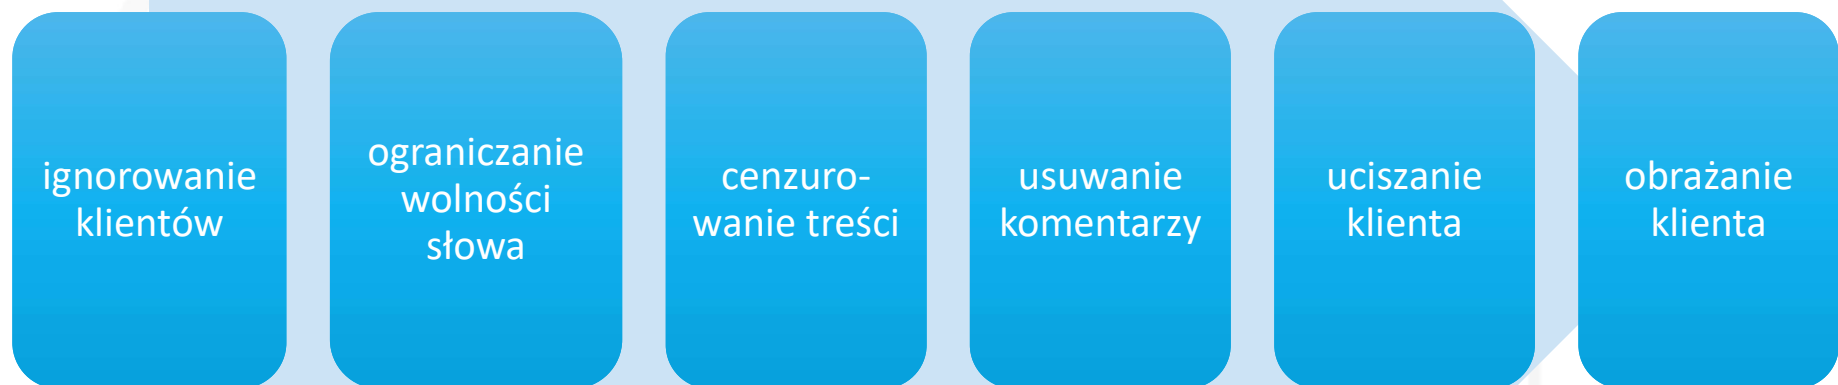 ignorowanie
klientów
ograniczanie
wolności
słowa
cenzuro-
wanie treści
usuwanie
komentarzy
uciszanie
klienta
obrażanie
klienta